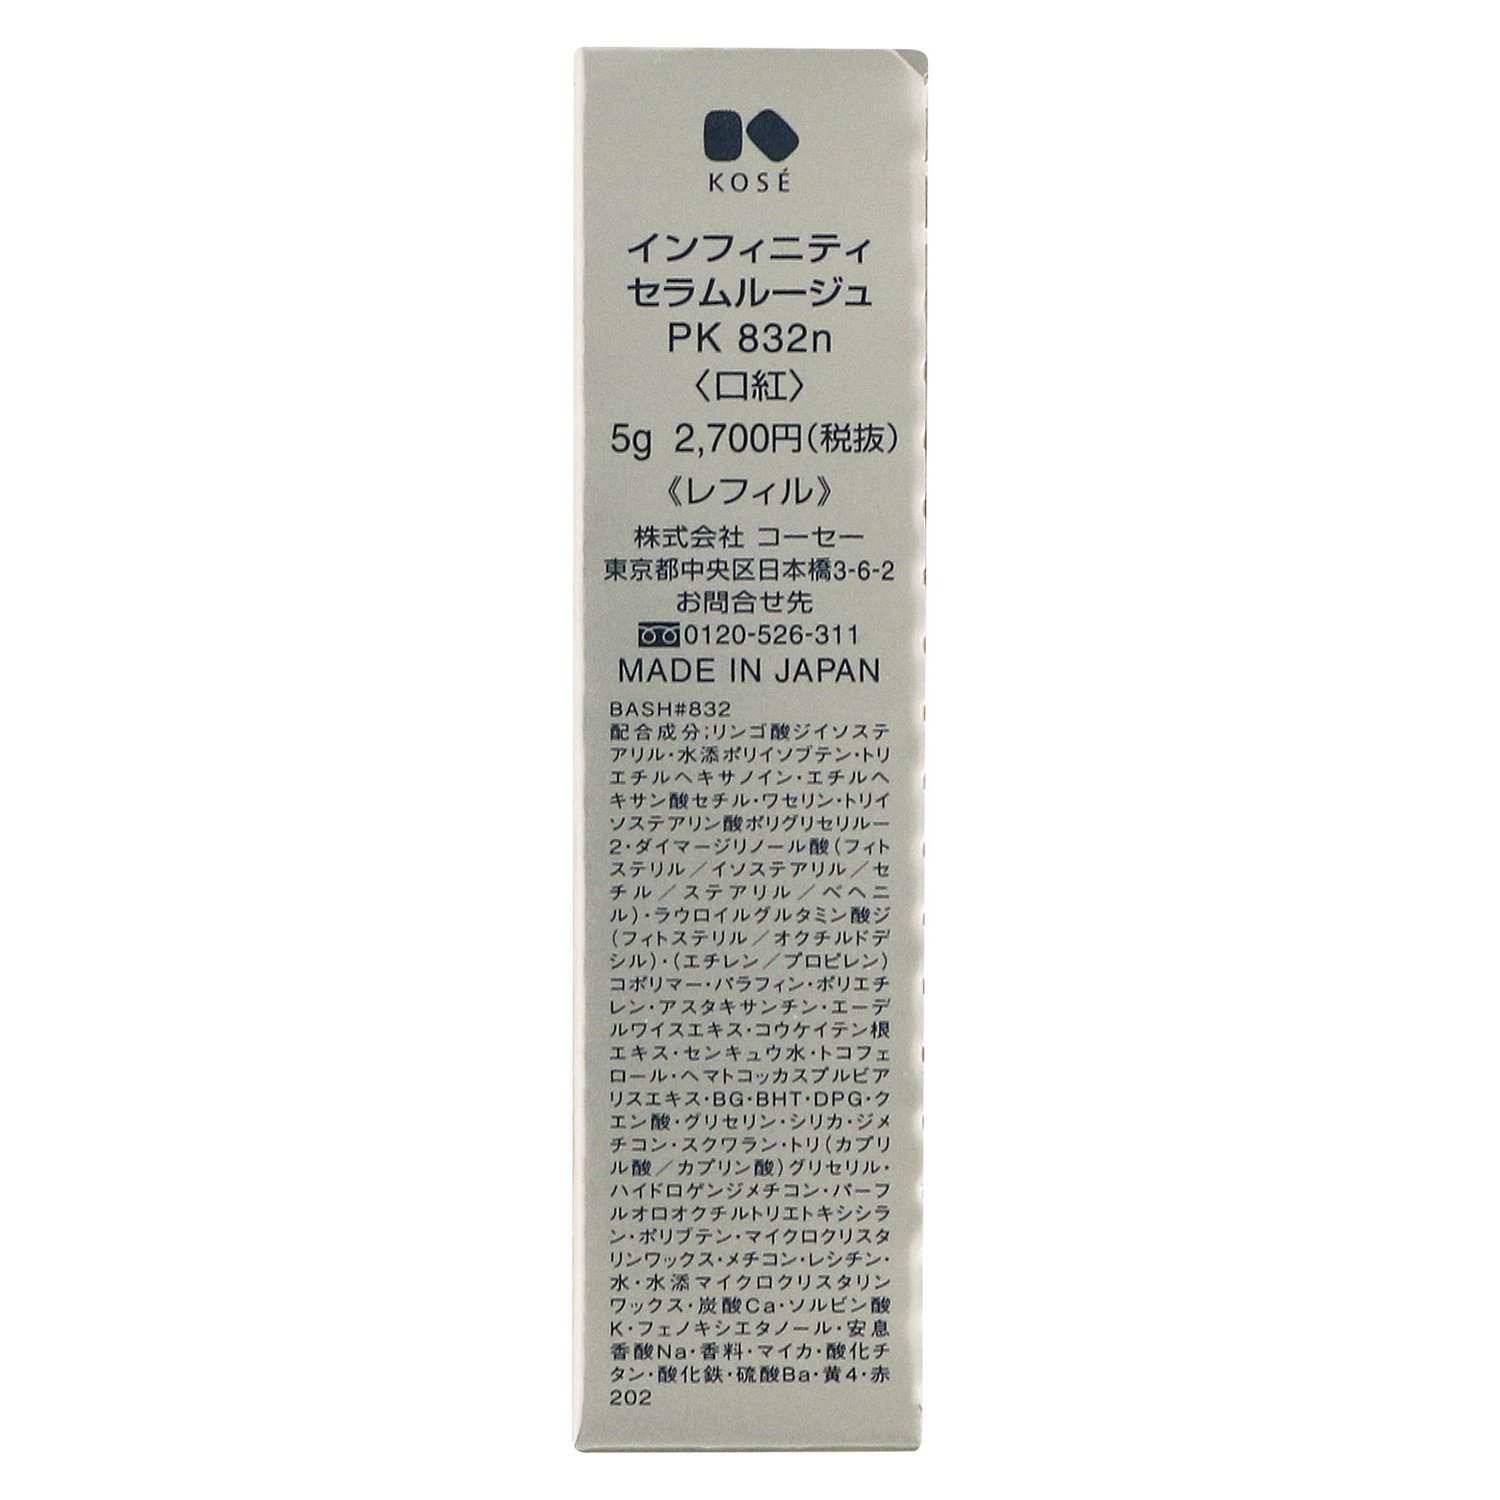 KOSÉ
インフィニティ
セラムルージュ
PK 832n
〈口紅〉
5g 2,700円(税抜)
《レフィル》
株式会社 コーセー
東京都中央区日本橋3-6-2
お問合せ先
0120-526-311
MADE IN JAPAN
BASH#832
配合成分;リンゴ酸ジイソステ
アリル・水添ポリイソブテン・トリ
エチルヘキサノイン・エチルヘ
キサン酸セチル・ワセリン・トリイ
ソステアリン酸ポリグリセリル－
2・ダイマージリノール酸(フィト
ステリル／イソステアリル／セ
チル／ステアリル／ベヘニ
ル)・ラウロイルグルタミン酸ジ
(フィトステリル／オクチルドデ
シル)・(エチレン／プロピレン)
コポリマー・パラフィン・ポリエチ
レン・アスタキサンチン・エーデ
ルワイスエキス・コウケイテン根
エキス・センキュウ水・トコフェ
ロール・ヘマトコッカスプルビア
リスエキス・BG・BHT・DPG・ク
エン酸・グリセリン・シリカ・ジメ
チコン・スクワラン・トリ(カプリ
ル酸／カプリン酸)グリセリル・
ハイドロゲンジメチコン・パーフ
ルオロオクチルトリエトキシシラ
ン・ポリブテン・マイクロクリスタ
リンワックス・メチコン・レシチン・
水・水添マイクロクリスタリン
ワックス・炭酸Ca・ソルビン酸
K・フェノキシエタノール・安息
香酸Na・香料・マイカ・酸化チ
タン・酸化鉄・硫酸Ba・黄4・赤
202